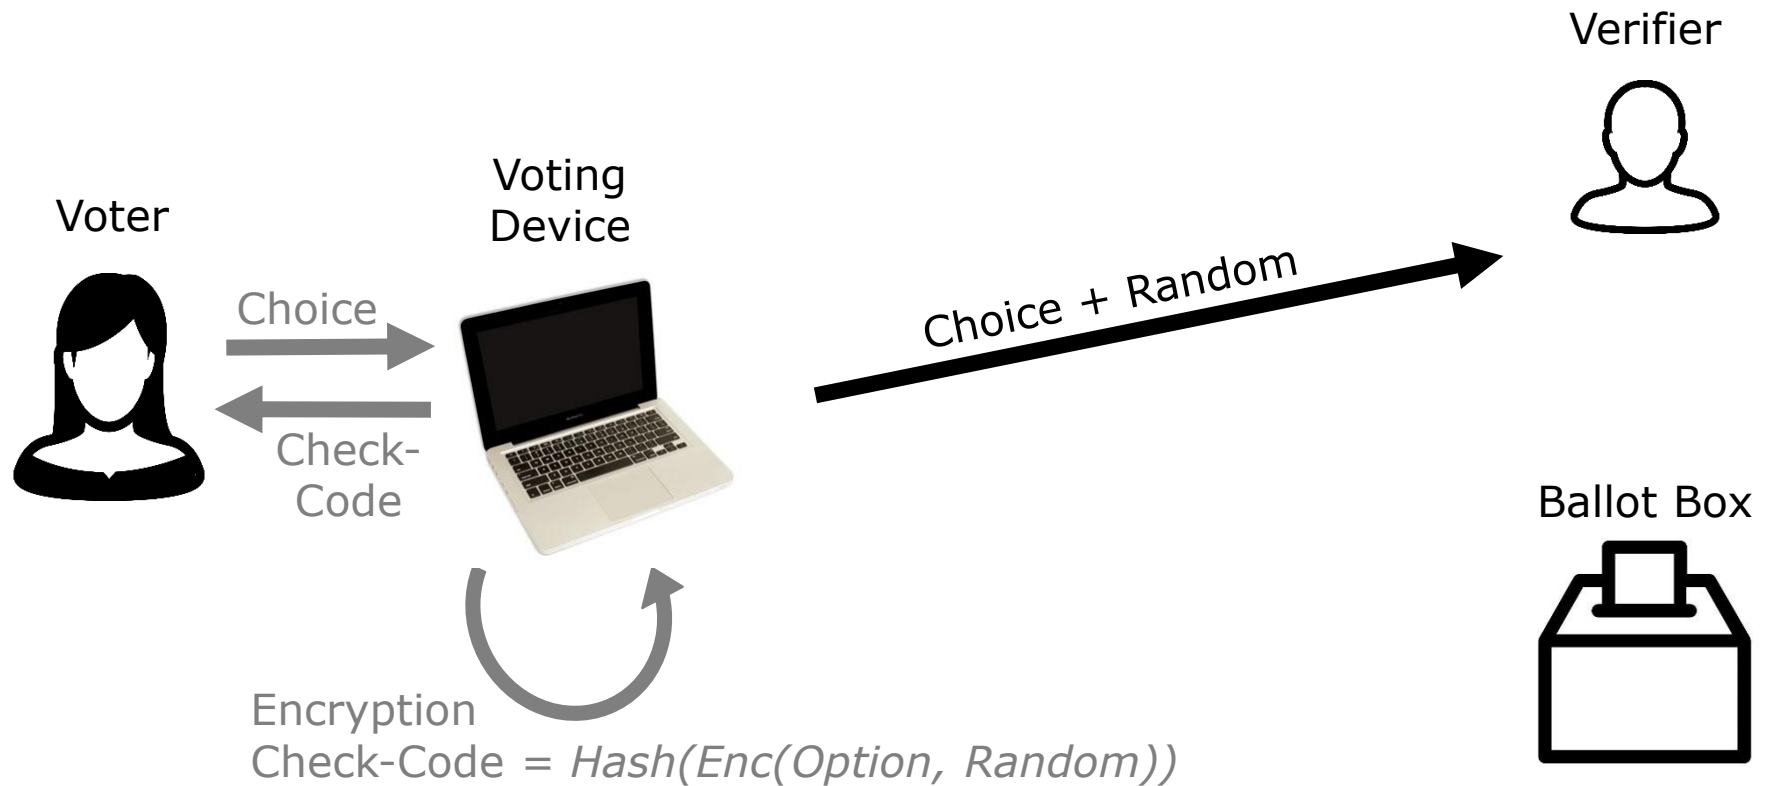 Verifier
Voting
Device
Voter
Choice + Random
Choice
Check-
Code
Ballot Box
Encryption
Check-Code = Hash(Enc(Option, Random))